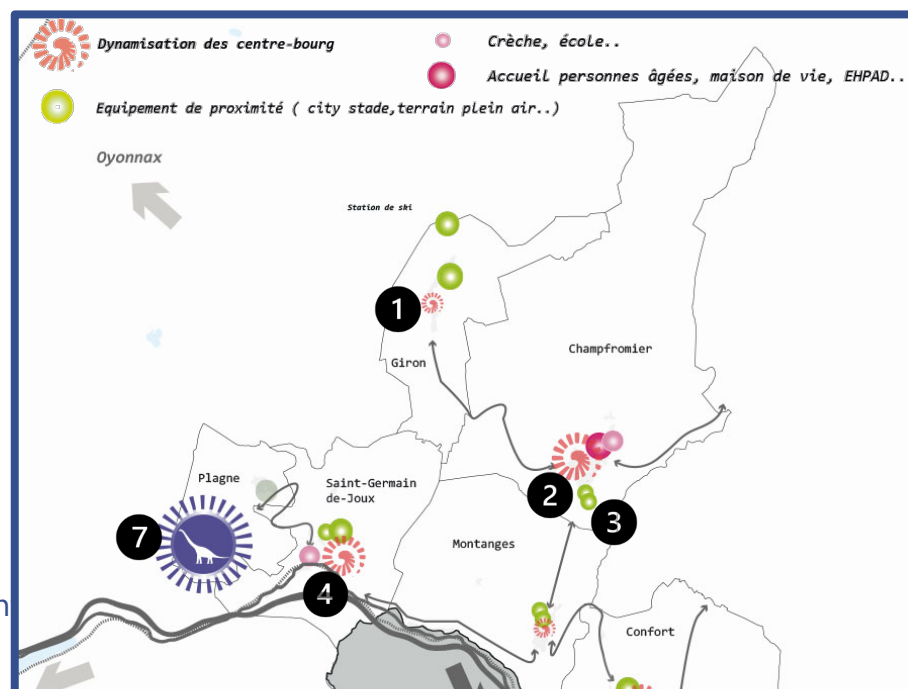 Dynamisation des centre-bourg
Crèche, école..
Accueil personnes âgées, maison de vie, EHPAD..
Equipement de proximité ( city stade,terrain plein air..)
Oyonnax
Station de ski
1
Giron
Champfromier
Plagne
Saint-Germain
de-Joux
2
3
7
Montanges
4
n
Confort